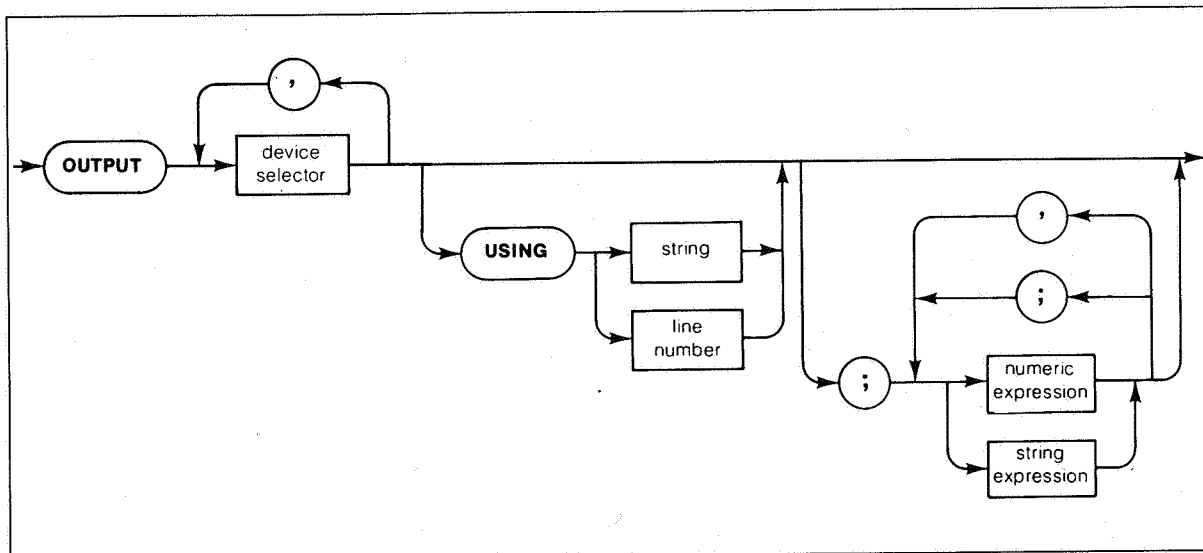 ,
OUTPUT
device
selector
USING
string
line
number
,
;
;
numeric
expression
string
expression